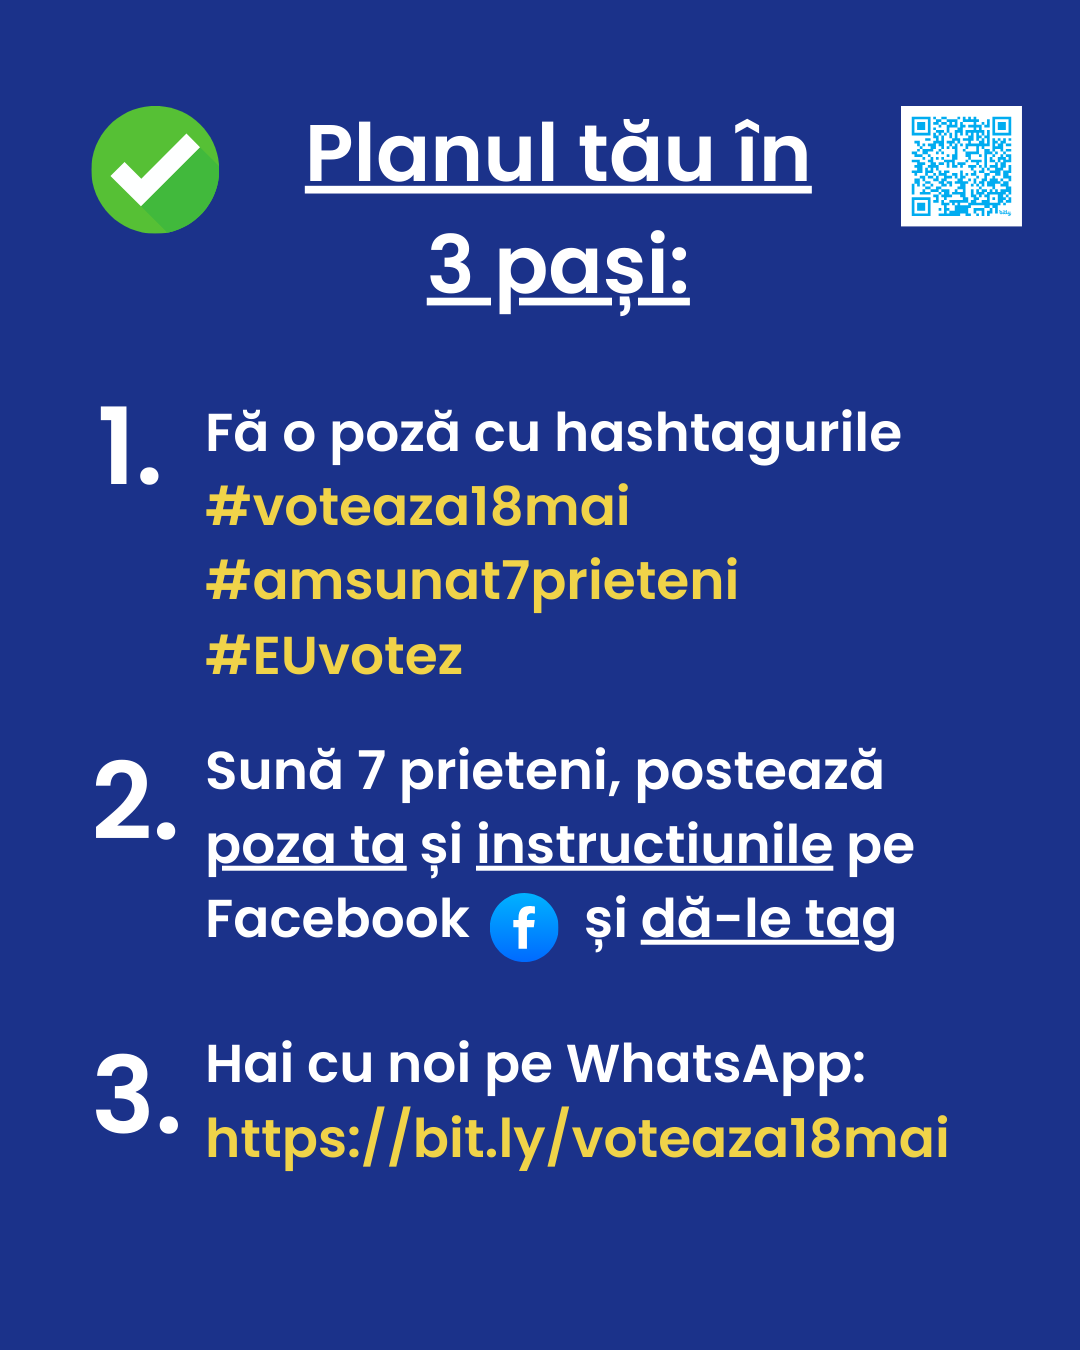 Planul tău în
3 pași:
1.
Fă o poză cu hashtagurile
#voteaza18mai
#amsunat7prieteni
#EUvotez
2.
Sună 7 prieteni, postează
poza ta și instructiunile pe
Facebook f și dă-le tag
3.
Hai cu noi pe WhatsApp:
https://bit.ly/voteaza18mai